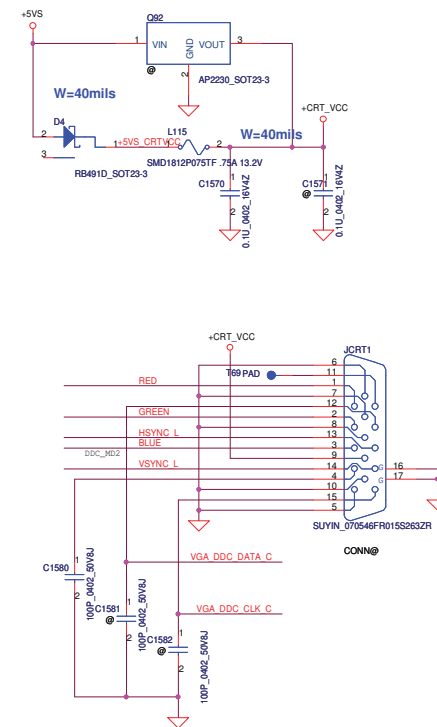 +5VS
Q92
1 VIN GND VOUT 3
2
@
AP2230_SOT23-3
W=40mils
+CRT_VCC
D4
2
1
+5VS_CRTVCC
1
L115
2
W=40mils
3
RB491D_SOT23-3
SMD1812P075TF .75A 13.2V
C1570
1
2
0.1U_0402_16V4Z
C1571
@
1
2
0.1U_0402_16V4Z
+CRT_VCC
JCRT1
6
T69 PAD
11
RED
1
7
12
GREEN
2
8
HSYNC_L
13
BLUE
3
DDC_MD2
9
VSYNC_L
14
G 16
4
G 17
10
15
5
SUYIN_070546FR015S263ZR
CONN@
VGA_DDC_DATA_C
C1580
1
2
100P_0402_50V8J
C1581
@
1
2
100P_0402_50V8J
VGA_DDC_CLK_C
C1582
@
1
2
100P_0402_50V8J